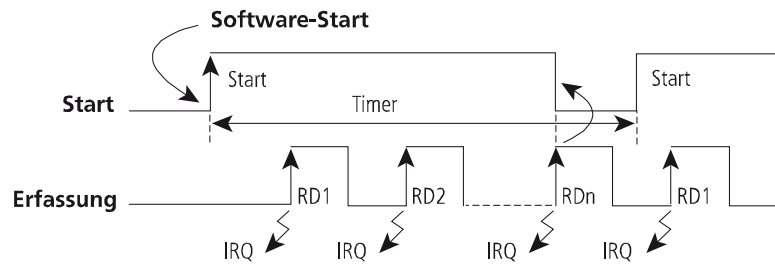 Software-Start
Start
Start
Start
Timer
Erfassung
RD1
RD2
RDn
RD1
IRQ
IRQ
IRQ
IRQ